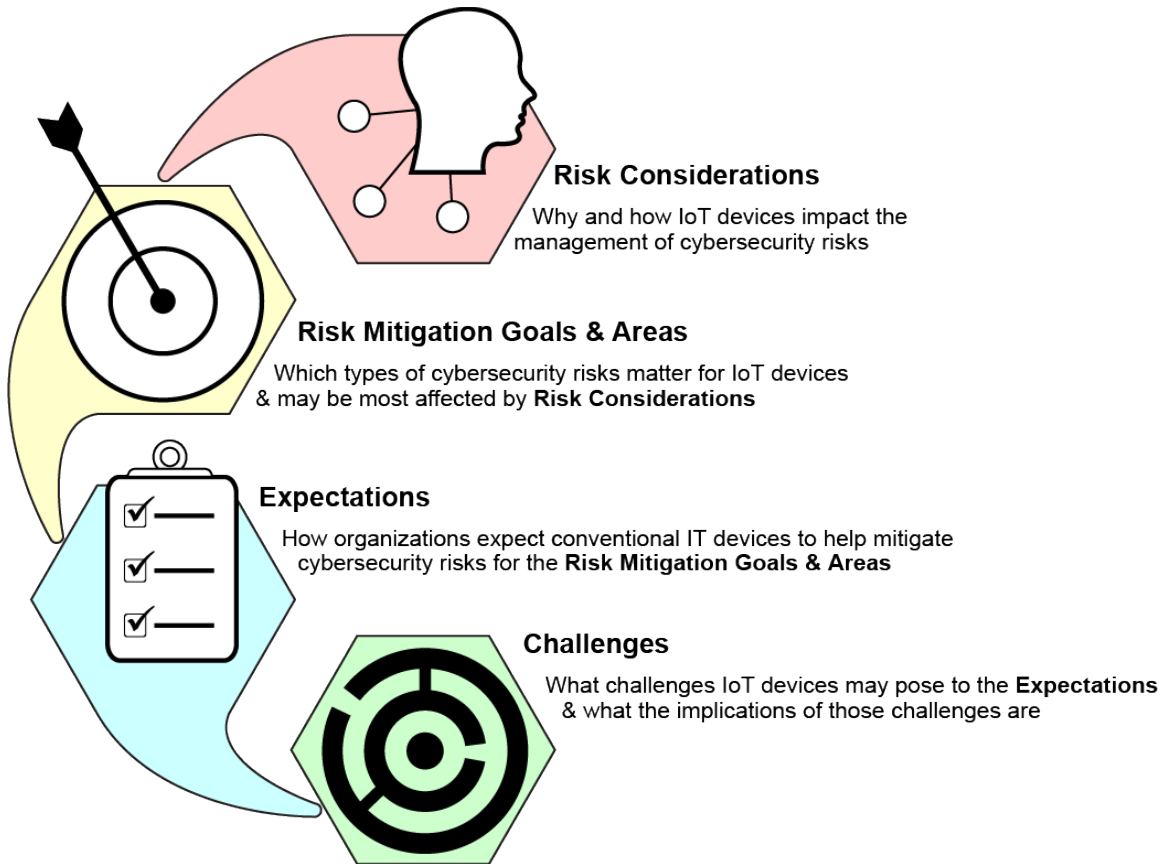 Risk Considerations
Why and how IoT devices impact the
management of cybersecurity risks
Risk Mitigation Goals & Areas
Which types of cybersecurity risks matter for IoT devices
& may be most affected by Risk Considerations
Expectations
How organizations expect conventional IT devices to help mitigate
cybersecurity risks for the Risk Mitigation Goals & Areas
Challenges
What challenges IoT devices may pose to the Expectations
& what the implications of those challenges are